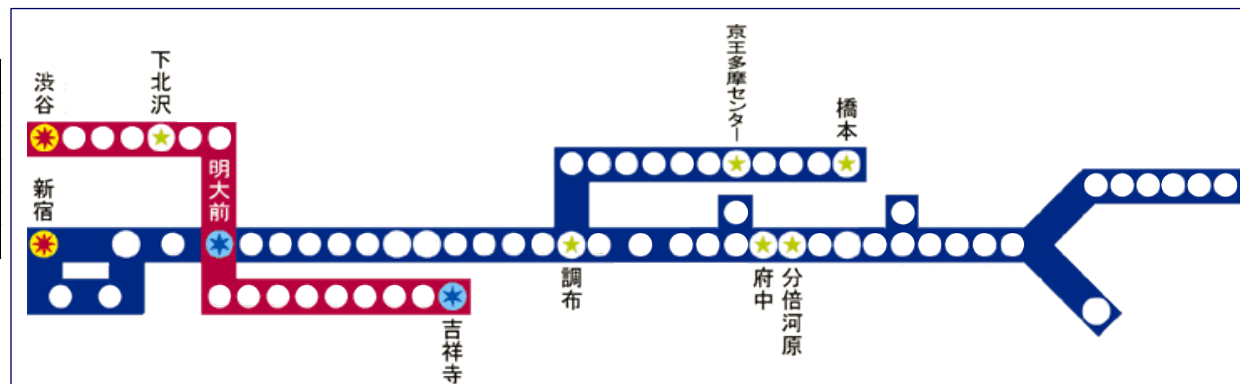 渋谷
下北沢
京王多摩センター
橋本
新宿
明大前
調布
府中
分倍河原
吉祥寺